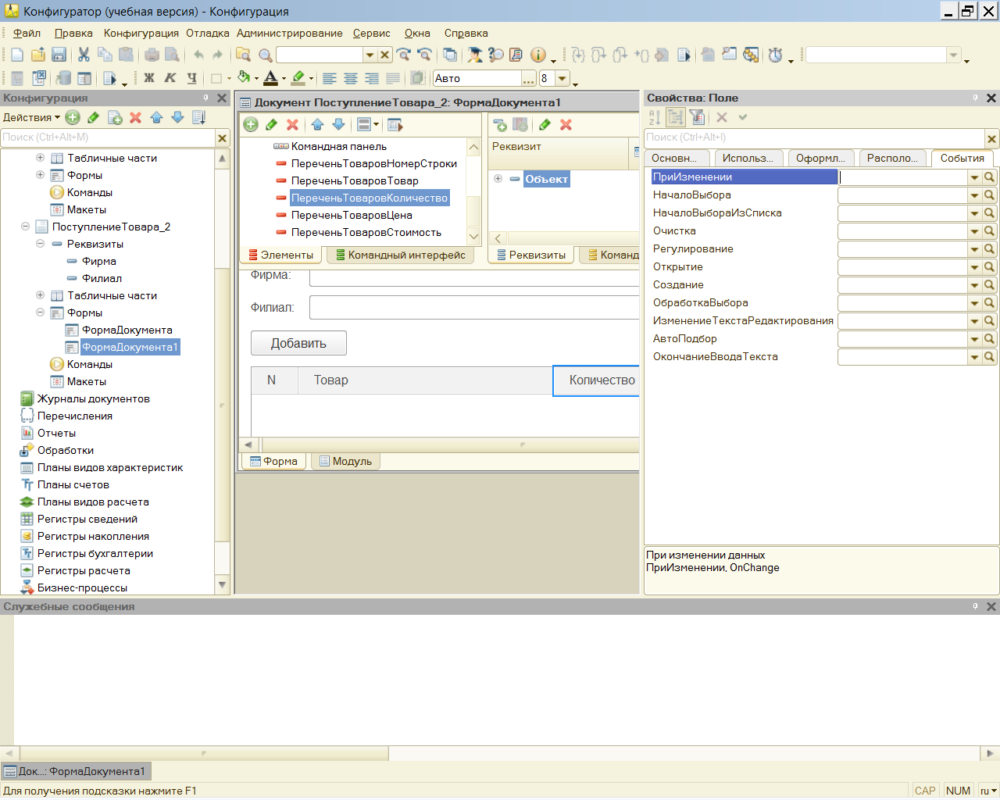 Конфигуратор (учебная версия) - Конфигурация
Файл Правка Конфигурация Отладка Администрирование Сервис Окна Справка
Ж К Ч А Авто ... 8
Конфигурация
Действия
Поиск (Ctrl+Alt+M)
Табличные части
Формы
Команды
Макеты
ПоступлениеТовара_2
Реквизиты
Фирма
Филиал
Табличные части
Формы
ФормаДокумента
ФормаДокумента1
Команды
Макеты
Журналы документов
Перечисления
Отчеты
Обработки
Планы видов характеристик
Планы счетов
Планы видов расчета
Регистры сведений
Регистры накопления
Регистры бухгалтерии
Регистры расчета
Бизнес-процессы
Документ ПоступлениеТовара_2: ФормаДокумента1
Командная панель
ПереченьТоваровНомерСтроки
ПереченьТоваровТовар
ПереченьТоваровКоличество
ПереченьТоваровЦена
ПереченьТоваровСтоимость
Элементы Командный интерфейс
Реквизит
Объект
Реквизиты Команд
Фирма:
Филиал:
Добавить
N Товар Количество
Форма Модуль
Свойства: Поле
Поиск (Ctrl+Alt+I)
Основн... Использ... Оформл... Располо... События
ПриИзменении
НачалоВыбора
НачалоВыбораИзСписка
Очистка
Регулирование
Открытие
Создание
ОбработкаВыбора
ИзменениеТекстаРедактирования
АвтоПодбор
ОкончаниеВводаТекста
При изменении данных
ПриИзменении, OnChange
Служебные сообщения
Док...: ФормаДокумента1
Для получения подсказки нажмите F1
CAP NUM ru